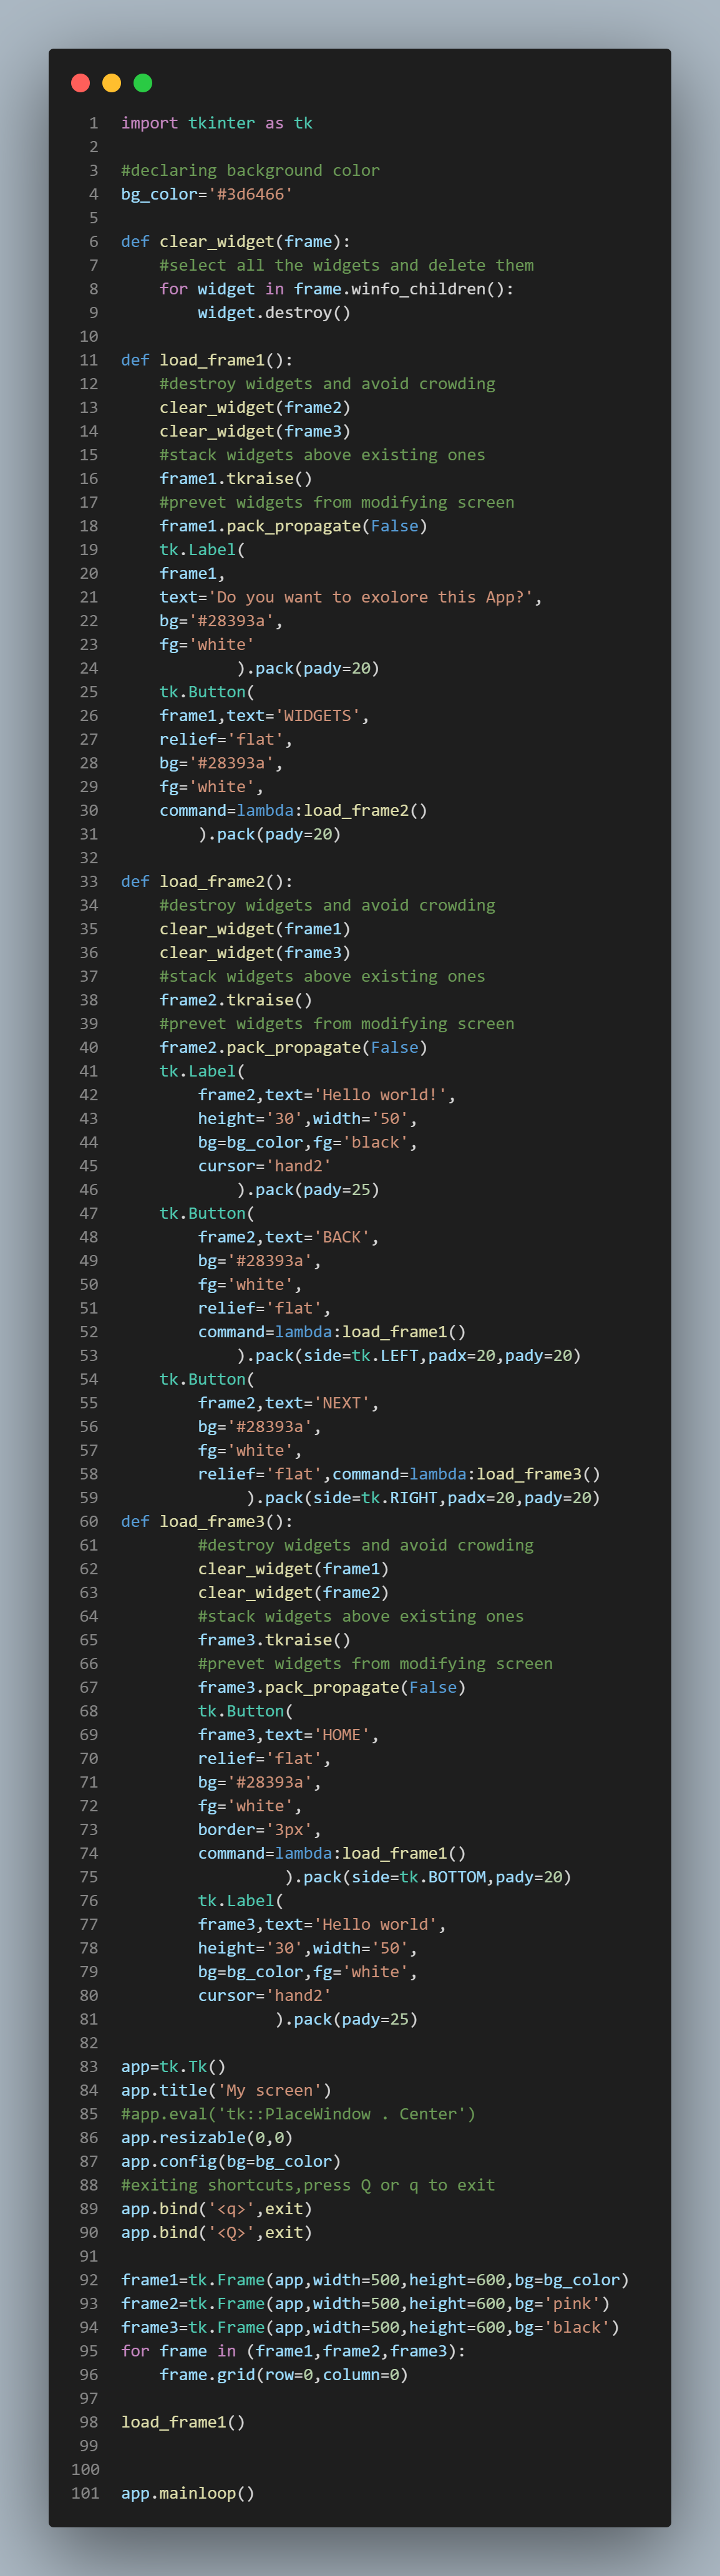 1 import tkinter as tk
2
3 #declaring background color
4 bg_color='#3d6466'
5
6 def clear_widget(frame):
7     #select all the widgets and delete them
8     for widget in frame.winfo_children():
9         widget.destroy()
10
11 def load_frame1():
12     #destroy widgets and avoid crowding
13     clear_widget(frame2)
14     clear_widget(frame3)
15     #stack widgets above existing ones
16     frame1.tkraise()
17     #prevet widgets from modifying screen
18     frame1.pack_propagate(False)
19     tk.Label(
20     frame1,
21     text='Do you want to exolore this App?',
22     bg='#28393a',
23     fg='white'
24             ).pack(pady=20)
25     tk.Button(
26     frame1,text='WIDGETS',
27     relief='flat',
28     bg='#28393a',
29     fg='white',
30     command=lambda:load_frame2()
31         ).pack(pady=20)
32
33 def load_frame2():
34     #destroy widgets and avoid crowding
35     clear_widget(frame1)
36     clear_widget(frame3)
37     #stack widgets above existing ones
38     frame2.tkraise()
39     #prevet widgets from modifying screen
40     frame2.pack_propagate(False)
41     tk.Label(
42         frame2,text='Hello world!',
43         height='30',width='50',
44         bg=bg_color,fg='black',
45         cursor='hand2'
46             ).pack(pady=25)
47     tk.Button(
48         frame2,text='BACK',
49         bg='#28393a',
50         fg='white',
51         relief='flat',
52         command=lambda:load_frame1()
53             ).pack(side=tk.LEFT,padx=20,pady=20)
54     tk.Button(
55         frame2,text='NEXT',
56         bg='#28393a',
57         fg='white',
58         relief='flat',command=lambda:load_frame3()
59              ).pack(side=tk.RIGHT,padx=20,pady=20)
60 def load_frame3():
61         #destroy widgets and avoid crowding
62         clear_widget(frame1)
63         clear_widget(frame2)
64         #stack widgets above existing ones
65         frame3.tkraise()
66         #prevet widgets from modifying screen
67         frame3.pack_propagate(False)
68         tk.Button(
69         frame3,text='HOME',
70         relief='flat',
71         bg='#28393a',
72         fg='white',
73         border='3px',
74         command=lambda:load_frame1()
75                  ).pack(side=tk.BOTTOM,pady=20)
76         tk.Label(
77         frame3,text='Hello world',
78         height='30',width='50',
79         bg=bg_color,fg='white',
80         cursor='hand2'
81                 ).pack(pady=25)
82
83 app=tk.Tk()
84 app.title('My screen')
85 #app.eval('tk::PlaceWindow . Center')
86 app.resizable(0,0)
87 app.config(bg=bg_color)
88 #exiting shortcuts,press Q or q to exit
89 app.bind('<q>',exit)
90 app.bind('<Q>',exit)
91
92 frame1=tk.Frame(app,width=500,height=600,bg=bg_color)
93 frame2=tk.Frame(app,width=500,height=600,bg='pink')
94 frame3=tk.Frame(app,width=500,height=600,bg='black')
95 for frame in (frame1,frame2,frame3):
96     frame.grid(row=0,column=0)
97
98 load_frame1()
99
100
101 app.mainloop()